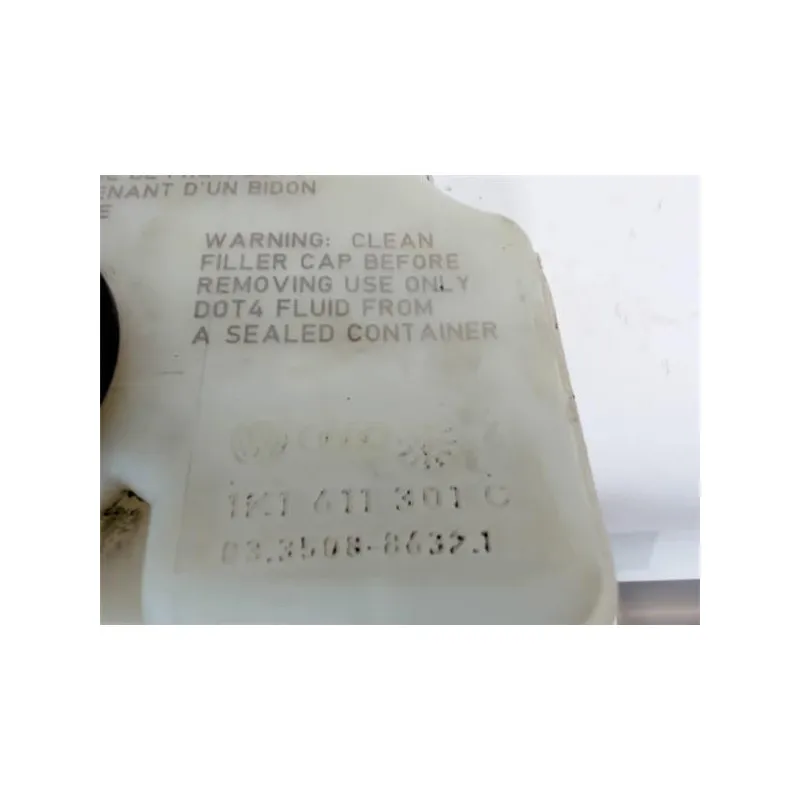 ENANT D'UN BIDON
E
WARNING: CLEAN
FILLER CAP BEFORE
REMOVING USE ONLY
DOT4 FLUID FROM
A SEALED CONTAINER
1K1 611 301 C
03.3508-8632.1